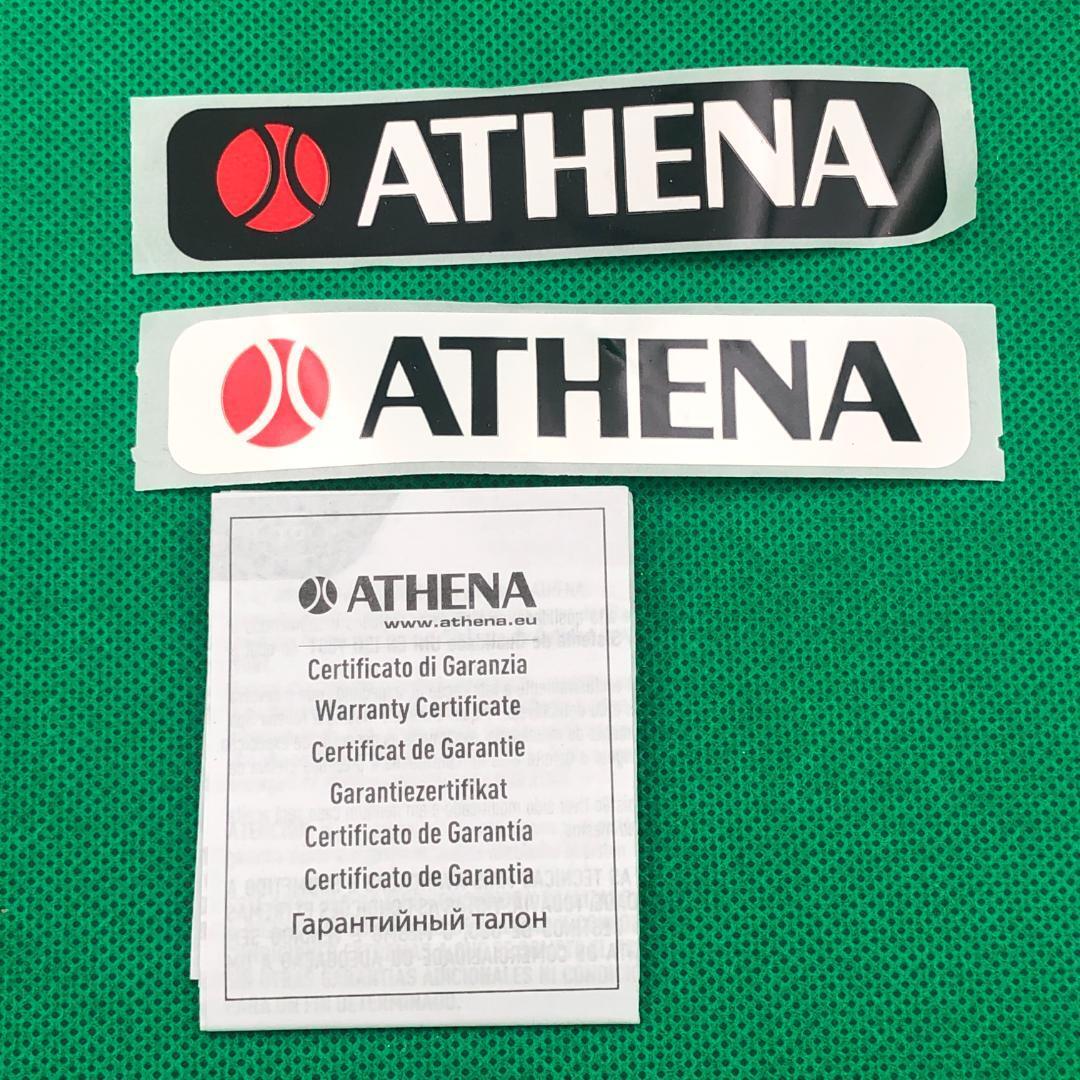 ATHENA
ATHENA
ATHENA
www.athena.eu
Certificato di Garanzia
Warranty Certificate
Certificat de Garantie
Garantiezertifikat
Certificato de Garantía
Certificato de Garantia
Гарантийный талон